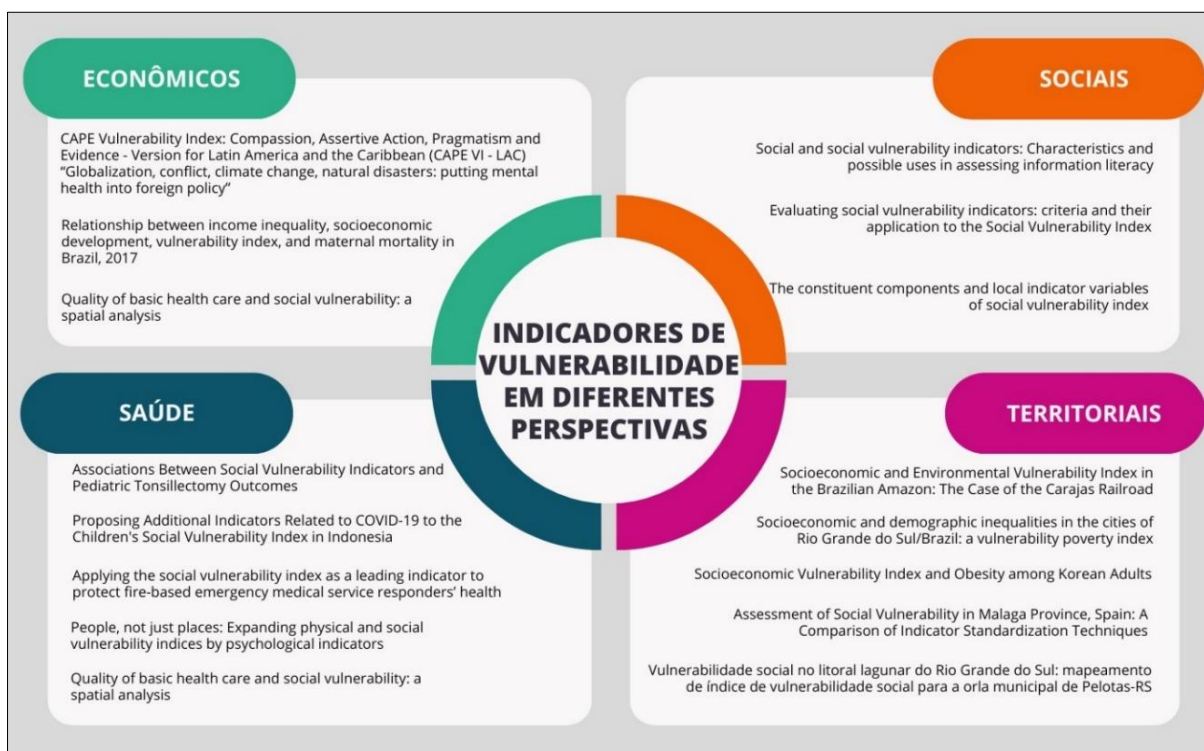 ECONÔMICOS
CAPE Vulnerability Index: Compassion, Assertive Action, Pragmatism and
Evidence - Version for Latin America and the Caribbean (CAPE VI - LAC)
“Globalization, conflict, climate change, natural disasters: putting mental
health into foreign policy”
Relationship between income inequality, socioeconomic
development, vulnerability index, and maternal mortality in
Brazil, 2017
Quality of basic health care and social vulnerability: a
spatial analysis
SOCIAIS
Social and social vulnerability indicators: Characteristics and
possible uses in assessing information literacy
Evaluating social vulnerability indicators: criteria and their
application to the Social Vulnerability Index
The constituent components and local indicator variables
of social vulnerability index
INDICADORES DE
VULNERABILIDADE
EM DIFERENTES
PERSPECTIVAS
SAÚDE
Associations Between Social Vulnerability Indicators and
Pediatric Tonsillectomy Outcomes
Proposing Additional Indicators Related to COVID-19 to the
Children's Social Vulnerability Index in Indonesia
Applying the social vulnerability index as a leading indicator to
protect fire-based emergency medical service responders’ health
People, not just places: Expanding physical and social
vulnerability indices by psychological indicators
Quality of basic health care and social vulnerability: a
spatial analysis
TERRITORIAIS
Socioeconomic and Environmental Vulnerability Index in
the Brazilian Amazon: The Case of the Carajas Railroad
Socioeconomic and demographic inequalities in the cities of
Rio Grande do Sul/Brazil: a vulnerability poverty index
Socioeconomic Vulnerability Index and Obesity among Korean Adults
Assessment of Social Vulnerability in Malaga Province, Spain: A
Comparison of Indicator Standardization Techniques
Vulnerabilidade social no litoral lagunar do Rio Grande do Sul: mapeamento
de índice de vulnerabilidade social para a orla municipal de Pelotas-RS